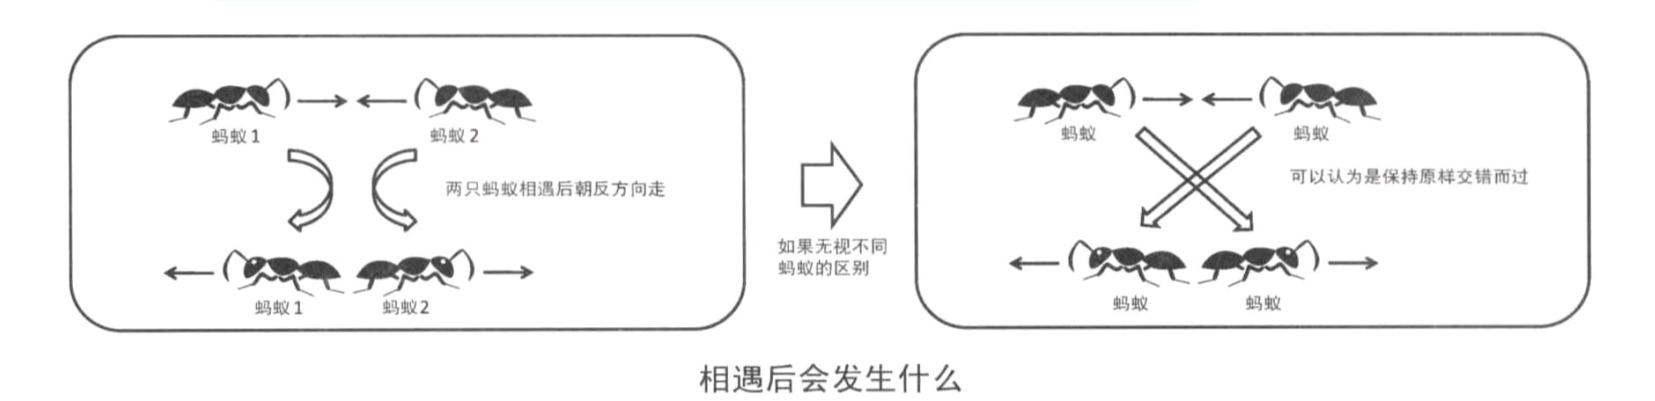 蚂蚁1
蚂蚁2
两只蚂蚁相遇后朝反方向走
蚂蚁1
蚂蚁2
如果无视不同
蚂蚁的区别
蚂蚁
蚂蚁
可以认为是保持原样交错而过
蚂蚁
蚂蚁
相遇后会发生什么